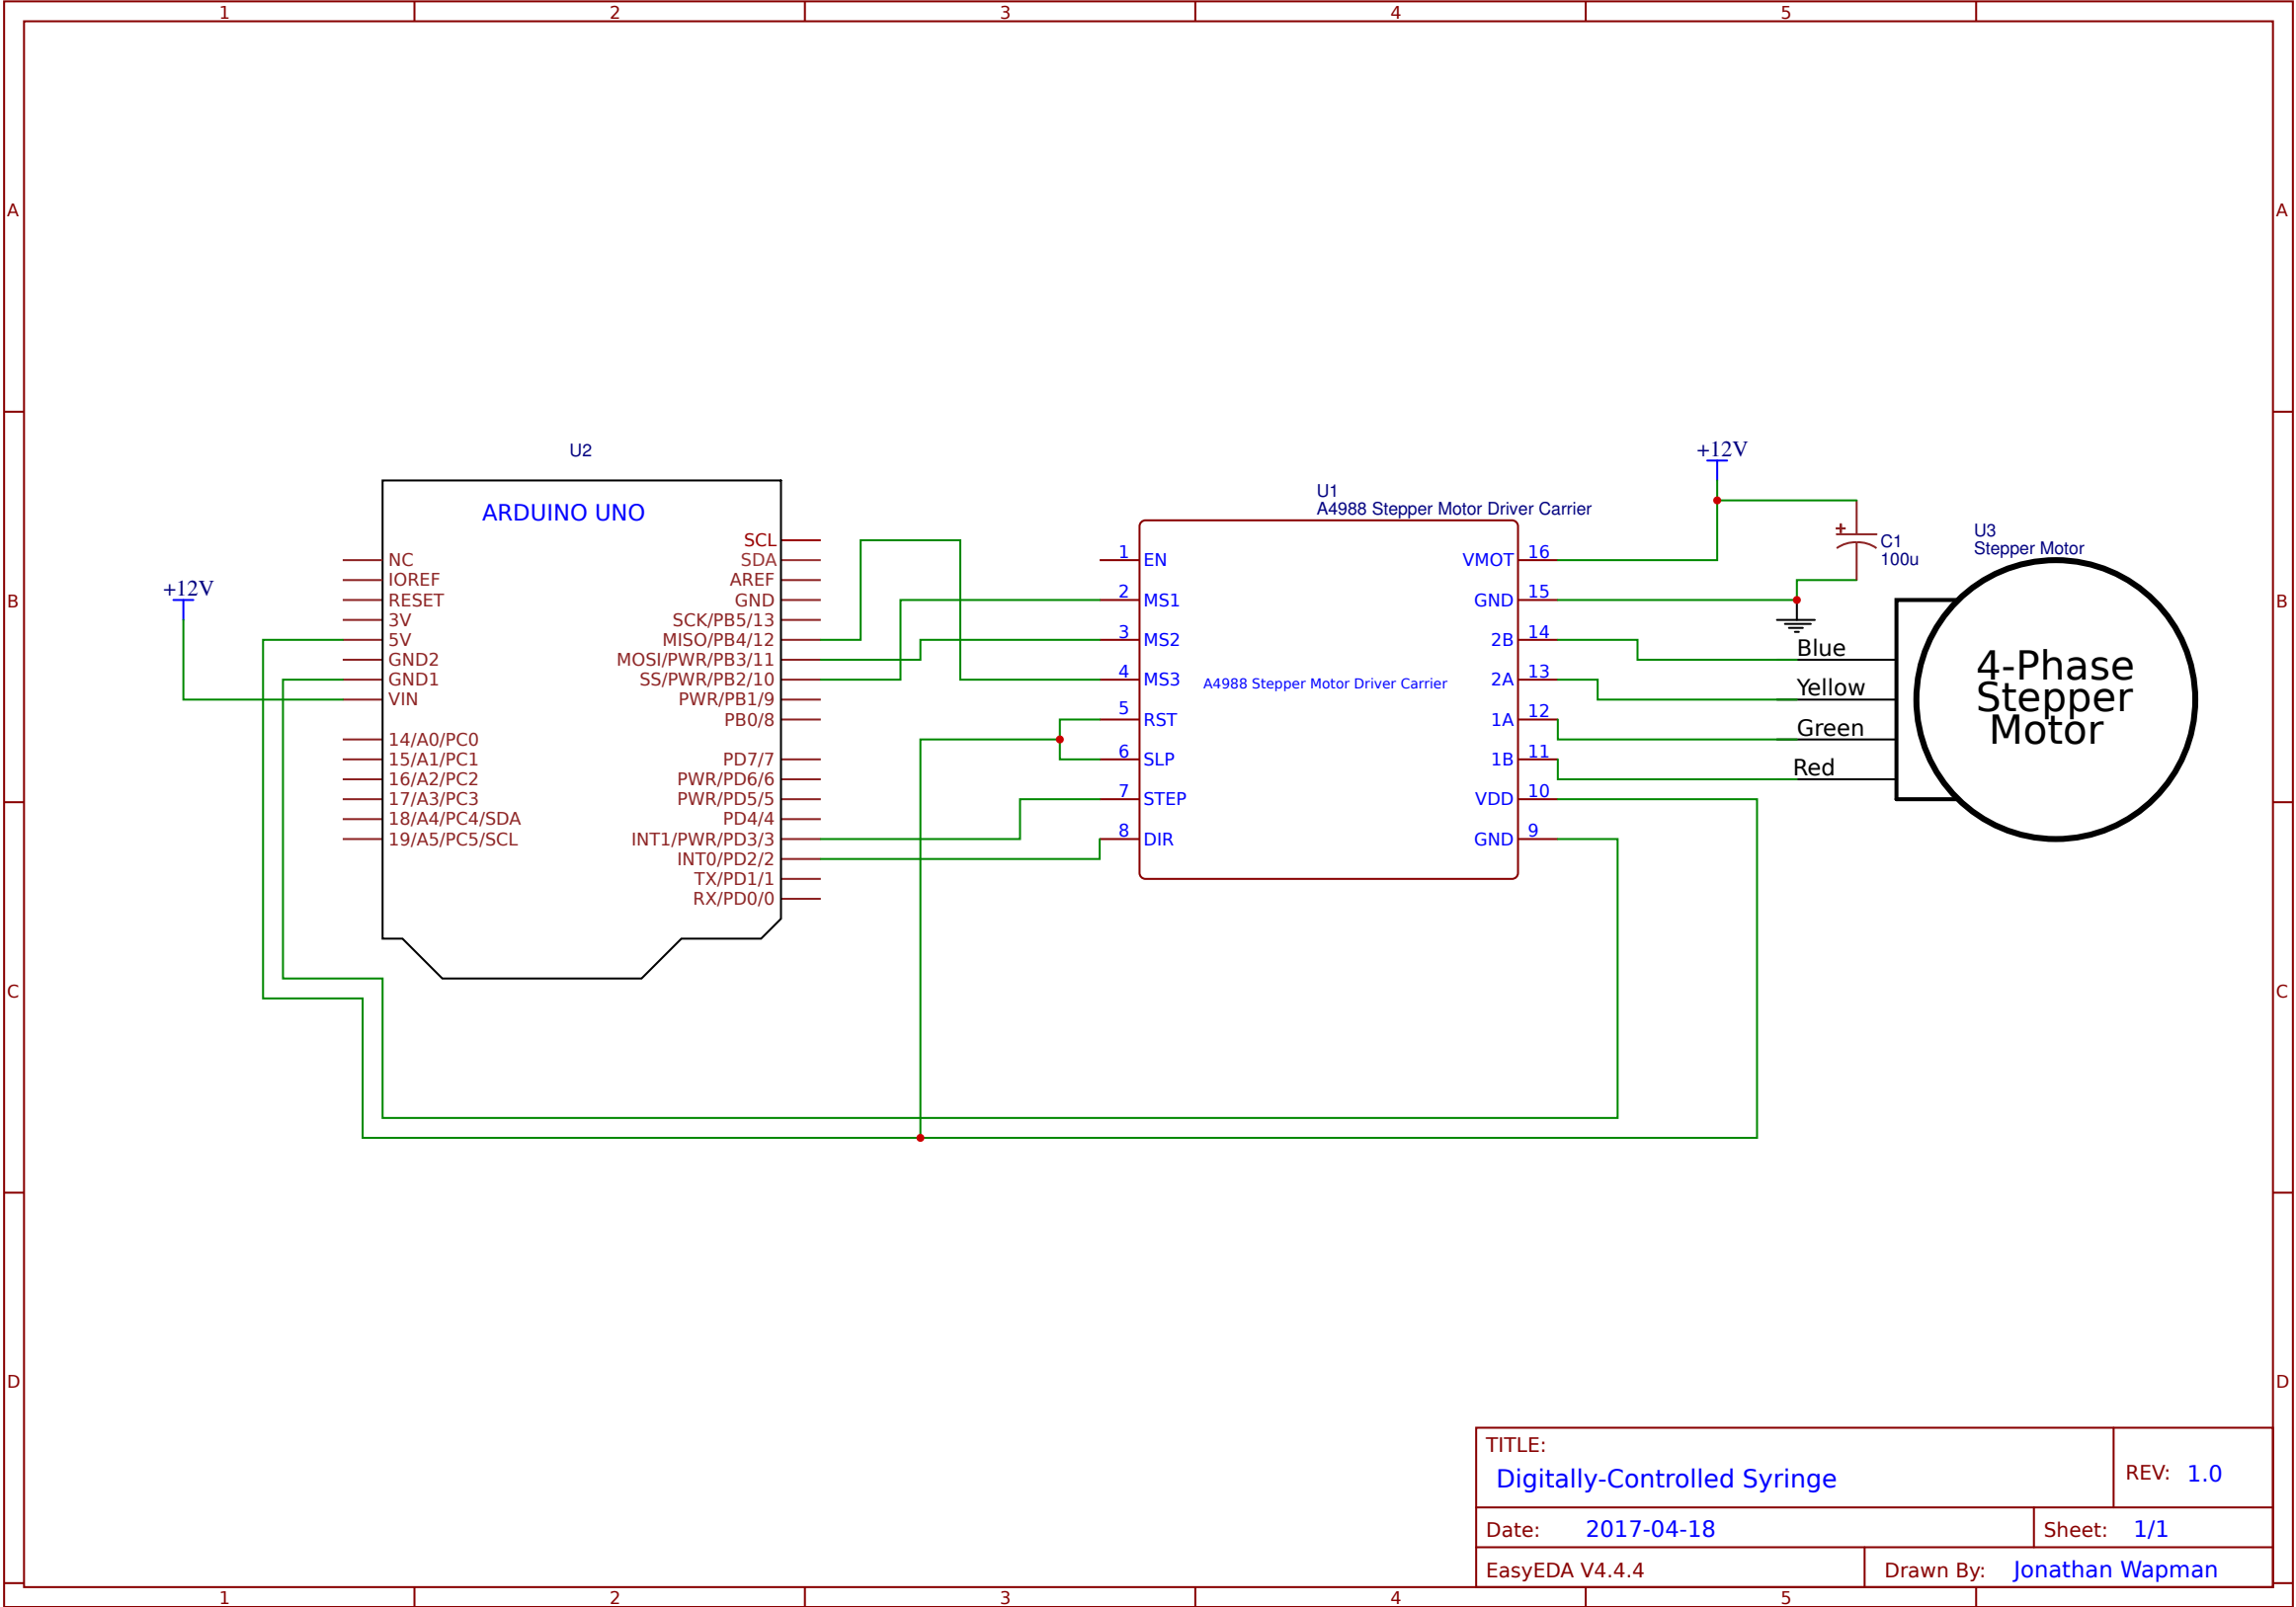 1 2 3 4 5
A A
B B
C C
D D
U2
ARDUINO UNO
+12V
NC
IOREF
RESET
3V
5V
GND2
GND1
VIN
14/A0/PC0
15/A1/PC1
16/A2/PC2
17/A3/PC3
18/A4/PC4/SDA
19/A5/PC5/SCL
SCL
SDA
AREF
GND
SCK/PB5/13
MISO/PB4/12
MOSI/PWR/PB3/11
SS/PWR/PB2/10
PWR/PB1/9
PB0/8
PD7/7
PWR/PD6/6
PWR/PD5/5
PD4/4
INT1/PWR/PD3/3
INT0/PD2/2
TX/PD1/1
RX/PD0/0
U1
A4988 Stepper Motor Driver Carrier
1 EN
2 MS1
3 MS2
4 MS3
5 RST
6 SLP
7 STEP
8 DIR
A4988 Stepper Motor Driver Carrier
VMOT 16
GND 15
2B 14
2A 13
1A 12
1B 11
VDD 10
GND 9
+12V
+
C1
100u
U3
Stepper Motor
Blue
Yellow
Green
Red
4-Phase
Stepper
Motor
TITLE:
Digitally-Controlled Syringe
REV: 1.0
Date: 2017-04-18
Sheet: 1/1
EasyEDA V4.4.4
Drawn By: Jonathan Wapman
1 2 3 4 5